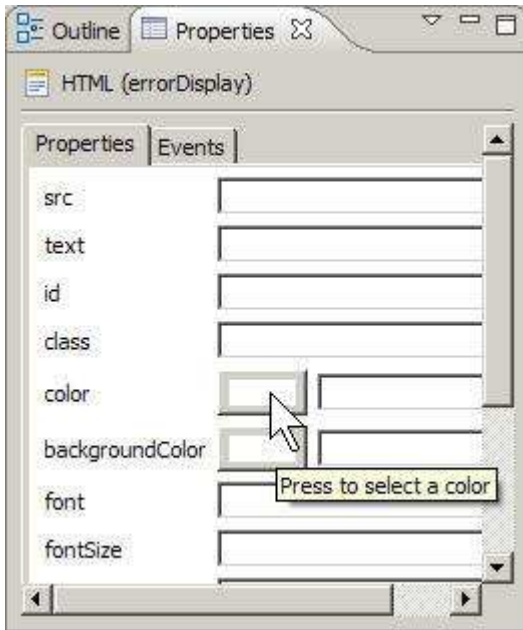 Outline Properties
HTML (errorDisplay)
Properties Events
src
text
id
class
color
backgroundColor
Press to select a color
font
fontSize